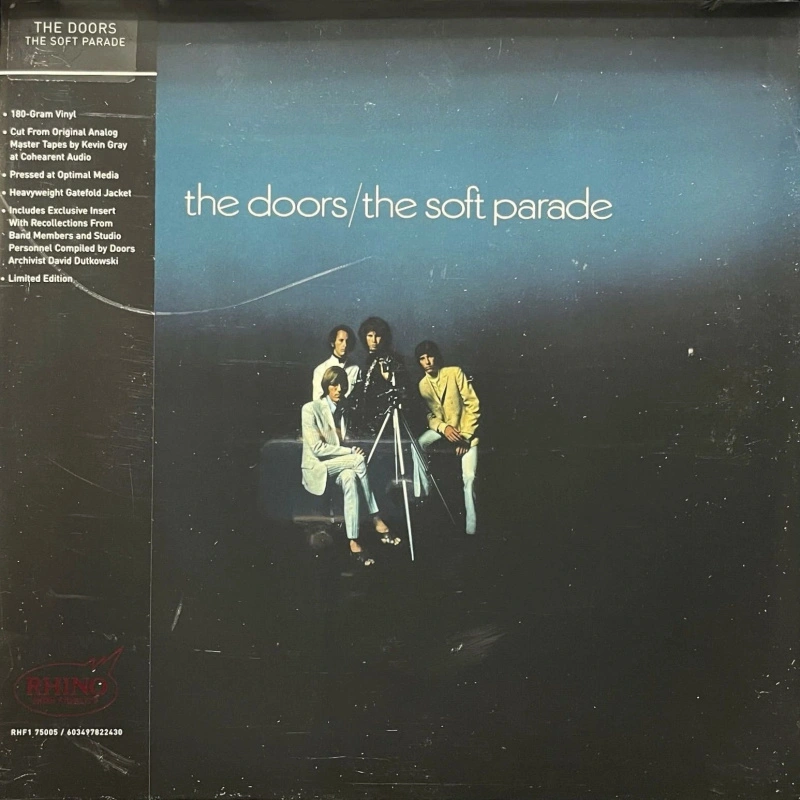 THE DOORS
THE SOFT PARADE
• 180-Gram Vinyl
• Cut From Original Analog
Master Tapes by Kevin Gray
at Cohearent Audio
• Pressed at Optimal Media
• Heavyweight Gatefold Jacket
• Includes Exclusive Insert
With Recollections From
Band Members and Studio
Personnel Compiled by Doors
Archivist David Dutkowski
• Limited Edition
the doors/the soft parade
RHINO
RHF1 75005 / 603497822430